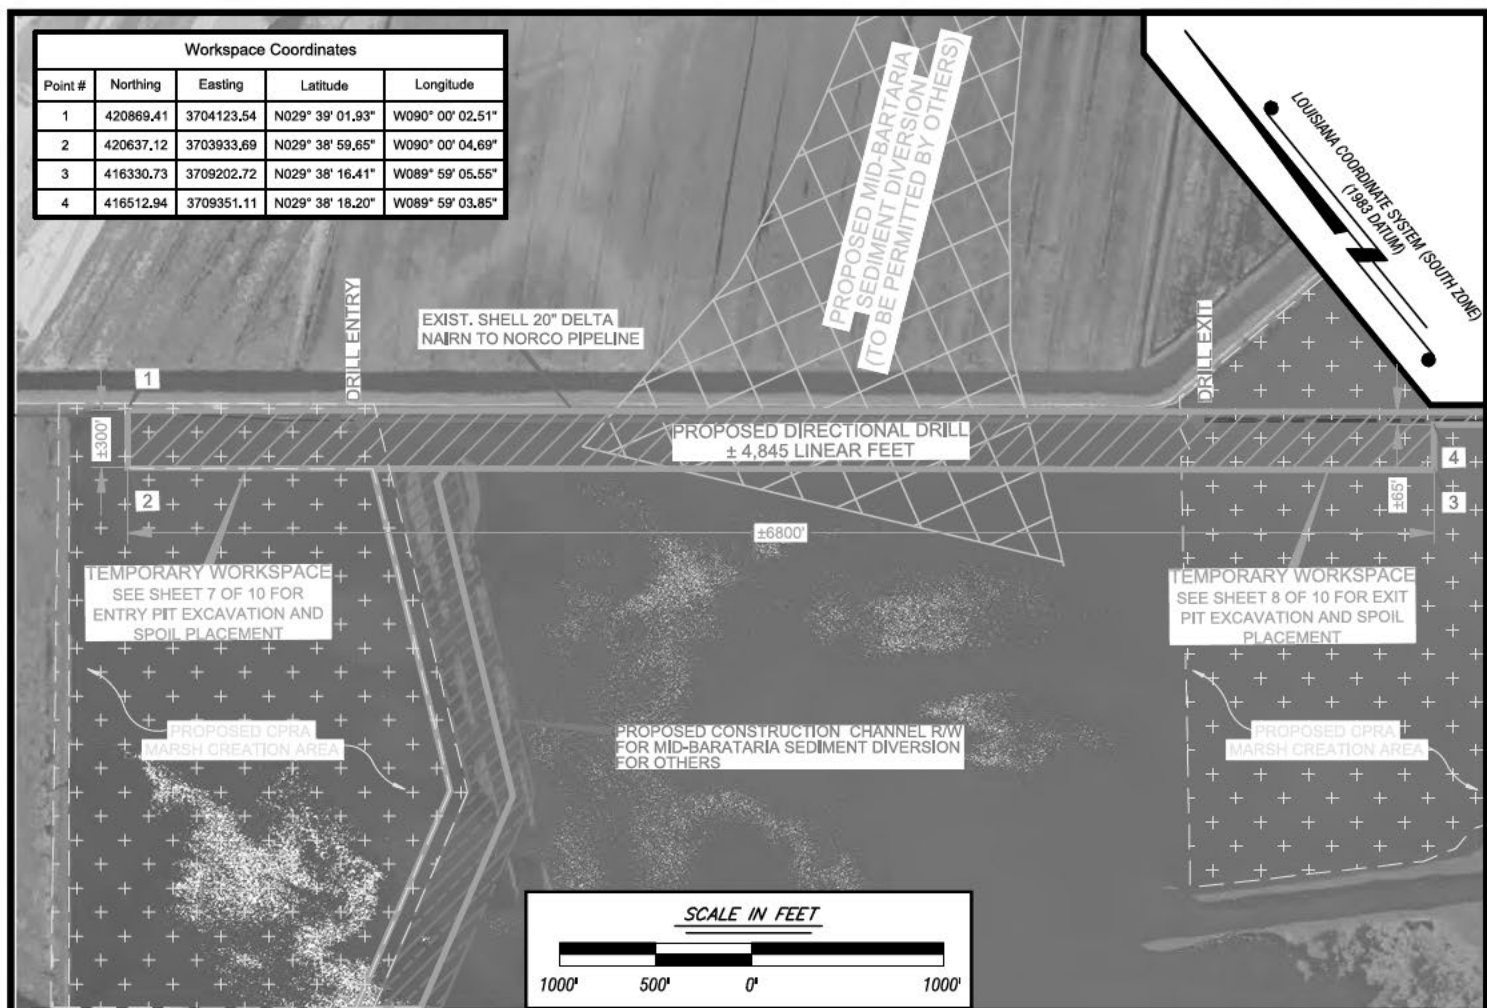 Workspace Coordinates
Point # Northing Easting Latitude Longitude
1 420869.41 3704123.54 N029° 39' 01.93" W090° 00' 02.51"
2 420637.12 3703933.69 N029° 38' 59.65" W090° 00' 04.69"
3 416330.73 3709202.72 N029° 38' 16.41" W089° 59' 05.55"
4 416512.94 3709351.11 N029° 38' 18.20" W089° 59' 03.85"
PROPOSED MID-BARTARIA
SEDIMENT DIVERSION
(TO BE PERMITTED BY OTHERS)
LOUISIANA COORDINATE SYSTEM (SOUTH ZONE)
(1983 DATUM)
DRILL ENTRY
EXIST. SHELL 20" DELTA
NAIRN TO NORCO PIPELINE
DRILL EXIT
1
±300'
PROPOSED DIRECTIONAL DRILL
± 4,845 LINEAR FEET
4
2
±65'
3
±6800'
TEMPORARY WORKSPACE
SEE SHEET 7 OF 10 FOR
ENTRY PIT EXCAVATION AND
SPOIL PLACEMENT
TEMPORARY WORKSPACE
SEE SHEET 8 OF 10 FOR EXIT
PIT EXCAVATION AND SPOIL
PLACEMENT
PROPOSED CPRA
MARSH CREATION AREA
PROPOSED CONSTRUCTION CHANNEL R/W
FOR MID-BARATARIA SEDIMENT DIVERSION
FOR OTHERS
PROPOSED CPRA
MARSH CREATION AREA
SCALE IN FEET
1000' 500' 0' 1000'